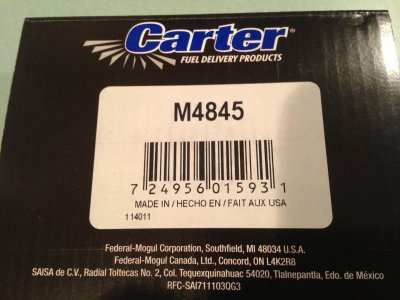 Carter®
FUEL DELIVERY PRODUCTS
M4845
7 24956 01593 1
MADE IN / HECHO EN / FAIT AUX USA
114011
Federal-Mogul Corporation, Southfield, MI 48034 U.S.A.
Federal-Mogul Canada, Ltd., Concord, ON L4K2R8
SAISA de C.V., Radial Toltecas No. 2, Col. Tequexquinahuac 54020, Tlalnepantla, Edo. de México
RFC-SAI711103QG3